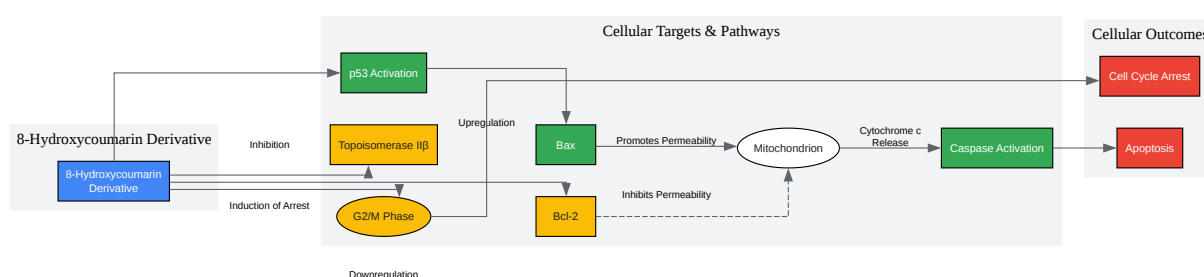 Cellular Targets & Pathways
Cellular Outcomes
p53 Activation
Cell Cycle Arrest
8-Hydroxycoumarin Derivative
Inhibition
Topoisomerase IIβ
Upregulation
Bax
Promotes Permeability
Mitochondrion
Cytochrome c
Release
Caspase Activation
Apoptosis
8-Hydroxycoumarin
Derivative
Induction of Arrest
G2/M Phase
Bcl-2
Inhibits Permeability
Downregulation